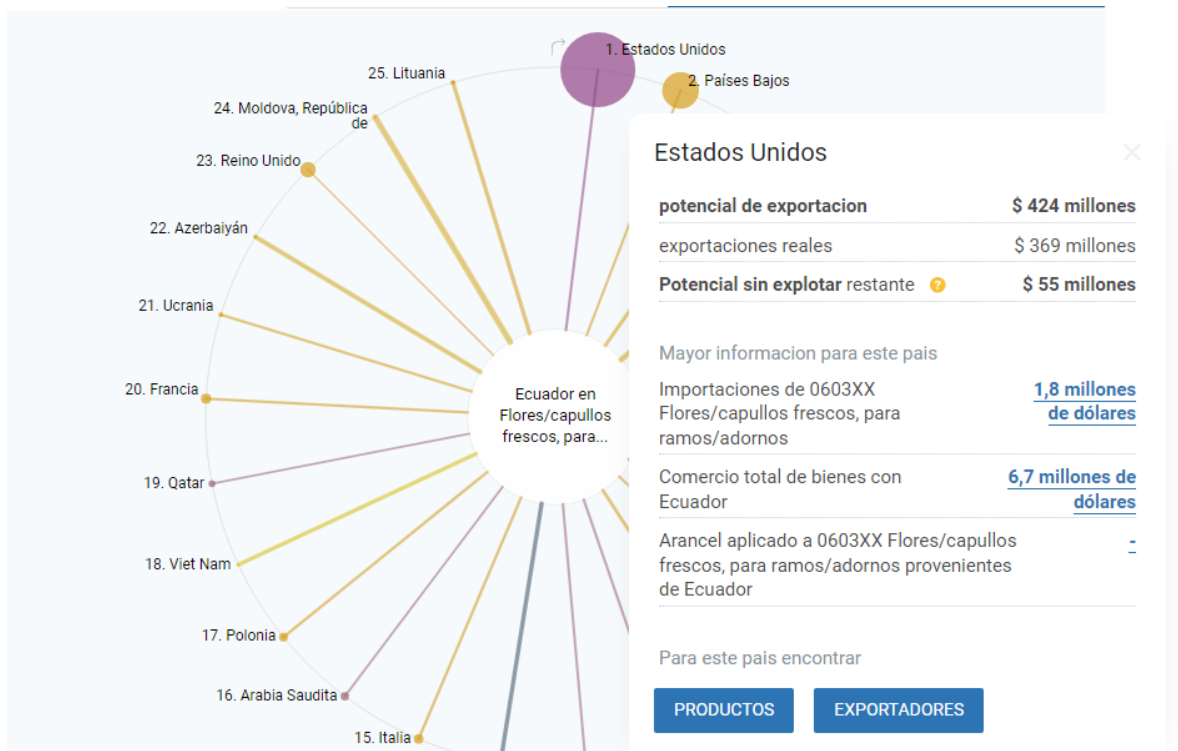 1. Estados Unidos
2. Países Bajos
25. Lituania
24. Moldova, República
de
23. Reino Unido
22. Azerbaiyán
21. Ucrania
20. Francia
19. Qatar
18. Viet Nam
17. Polonia
16. Arabia Saudita
15. Italia
Ecuador en
Flores/capullos
frescos, para...
Estados Unidos
potencial de exportacion $ 424 millones
exportaciones reales $ 369 millones
Potencial sin explotar restante ? $ 55 millones
Mayor informacion para este pais
Importaciones de 0603XX 1,8 millones
Flores/capullos frescos, para de dólares
ramos/adornos
Comercio total de bienes con 6,7 millones de
Ecuador dólares
Arancel aplicado a 0603XX Flores/capullos -
frescos, para ramos/adornos provenientes
de Ecuador
Para este pais encontrar
PRODUCTOS EXPORTADORES